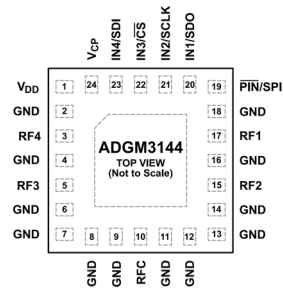 VCP
IN4/SDI
IN3/C̅S̅
IN2/SCLK
IN1/SDO
24 23 22 21 20
VDD 1
GND 2
RF4 3
GND 4
RF3 5
GND 6
GND 7
ADGM3144
TOP VIEW
(Not to Scale)
19 P̅I̅N̅/SPI
18 GND
17 RF1
16 GND
15 RF2
14 GND
13 GND
8 9 10 11 12
GND
GND
RFC
GND
GND